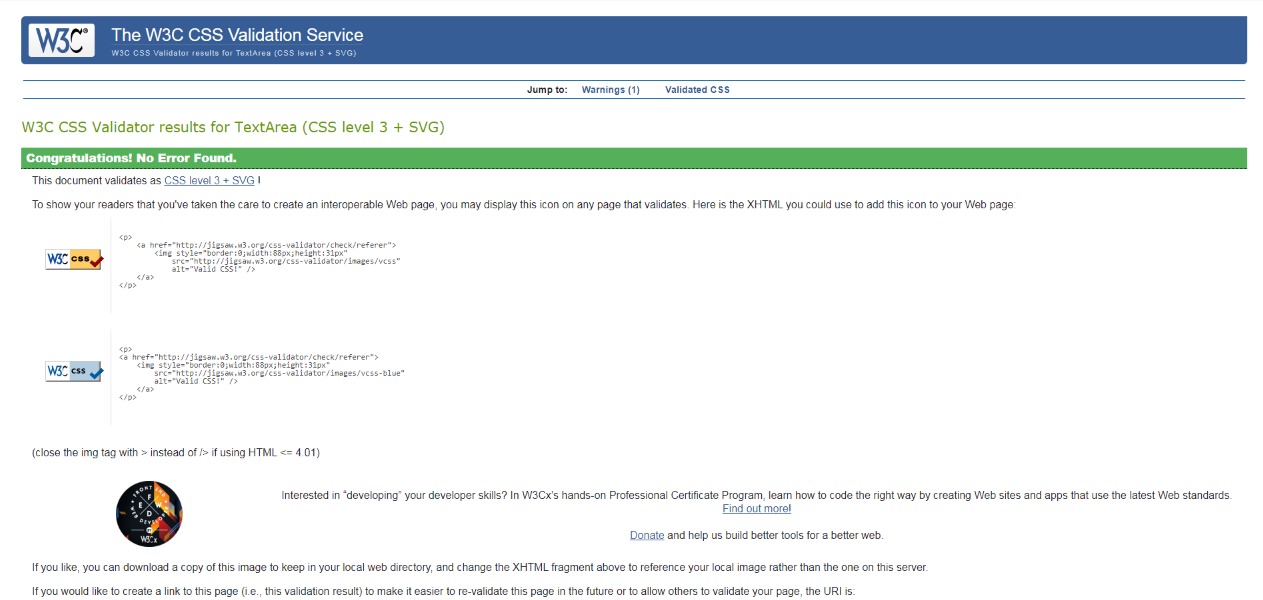 W3C® The W3C CSS Validation Service
W3C CSS Validator results for TextArea (CSS level 3 + SVG)
Jump to: Warnings (1) Validated CSS
W3C CSS Validator results for TextArea (CSS level 3 + SVG)
Congratulations! No Error Found.
This document validates as CSS level 3 + SVG !
To show your readers that you've taken the care to create an interoperable Web page, you may display this icon on any page that validates. Here is the XHTML you could use to add this icon to your Web page:
W3C css
<p>
<a href="http://jigsaw.w3.org/css-validator/check/referer">
<img style="border:0;width:88px;height:31px"
src="http://jigsaw.w3.org/css-validator/images/vcss"
alt="Valid CSS!" />
</a>
</p>
W3C css
<p>
<a href="http://jigsaw.w3.org/css-validator/check/referer">
<img style="border:0;width:88px;height:31px"
src="http://jigsaw.w3.org/css-validator/images/vcss-blue"
alt="Valid CSS!" />
</a>
</p>
(close the img tag with > instead of /> if using HTML <= 4.01)
FRONT END
WEB DEVELOPER
F E W D
W3Cx
Interested in “developing” your developer skills? In W3Cx's hands-on Professional Certificate Program, learn how to code the right way by creating Web sites and apps that use the latest Web standards.
Find out more!
Donate and help us build better tools for a better web.
If you like, you can download a copy of this image to keep in your local web directory, and change the XHTML fragment above to reference your local image rather than the one on this server.
If you would like to create a link to this page (i.e., this validation result) to make it easier to re-validate this page in the future or to allow others to validate your page, the URI is: